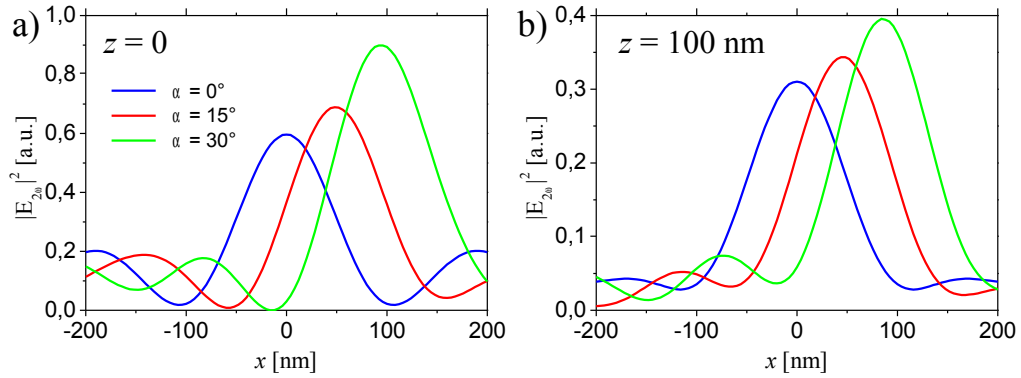 a)
z = 0
α = 0°
α = 15°
α = 30°
|E2ω|² [a.u.]
1,0
0,8
0,6
0,4
0,2
0,0
-200 -100 0 100 200
x [nm]
b)
z = 100 nm
|E2ω|² [a.u.]
0,4
0,3
0,2
0,1
0,0
-200 -100 0 100 200
x [nm]